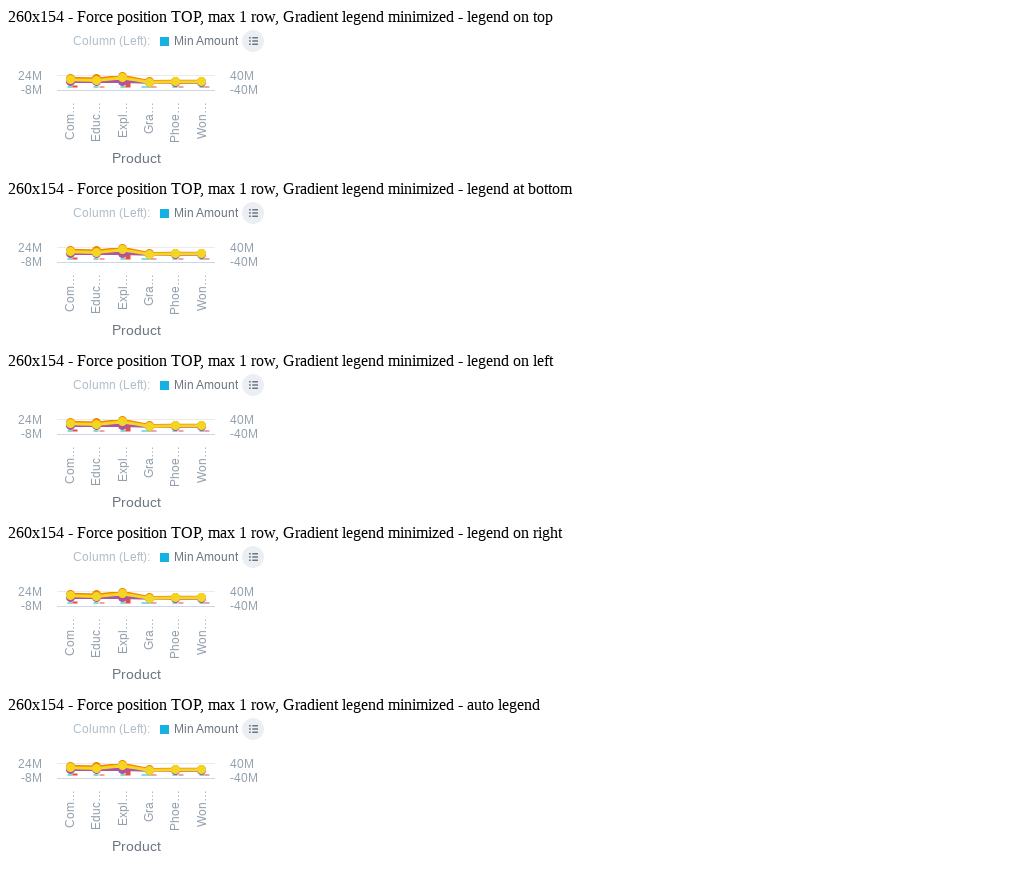 260x154 - Force position TOP, max 1 row, Gradient legend minimized - legend on top
Column (Left): Min Amount
24M 40M
-8M -40M
Com… Educ… Expl… Gra… Phoe… Won…
Product
260x154 - Force position TOP, max 1 row, Gradient legend minimized - legend at bottom
Column (Left): Min Amount
24M 40M
-8M -40M
Com… Educ… Expl… Gra… Phoe… Won…
Product
260x154 - Force position TOP, max 1 row, Gradient legend minimized - legend on left
Column (Left): Min Amount
24M 40M
-8M -40M
Com… Educ… Expl… Gra… Phoe… Won…
Product
260x154 - Force position TOP, max 1 row, Gradient legend minimized - legend on right
Column (Left): Min Amount
24M 40M
-8M -40M
Com… Educ… Expl… Gra… Phoe… Won…
Product
260x154 - Force position TOP, max 1 row, Gradient legend minimized - auto legend
Column (Left): Min Amount
24M 40M
-8M -40M
Com… Educ… Expl… Gra… Phoe… Won…
Product